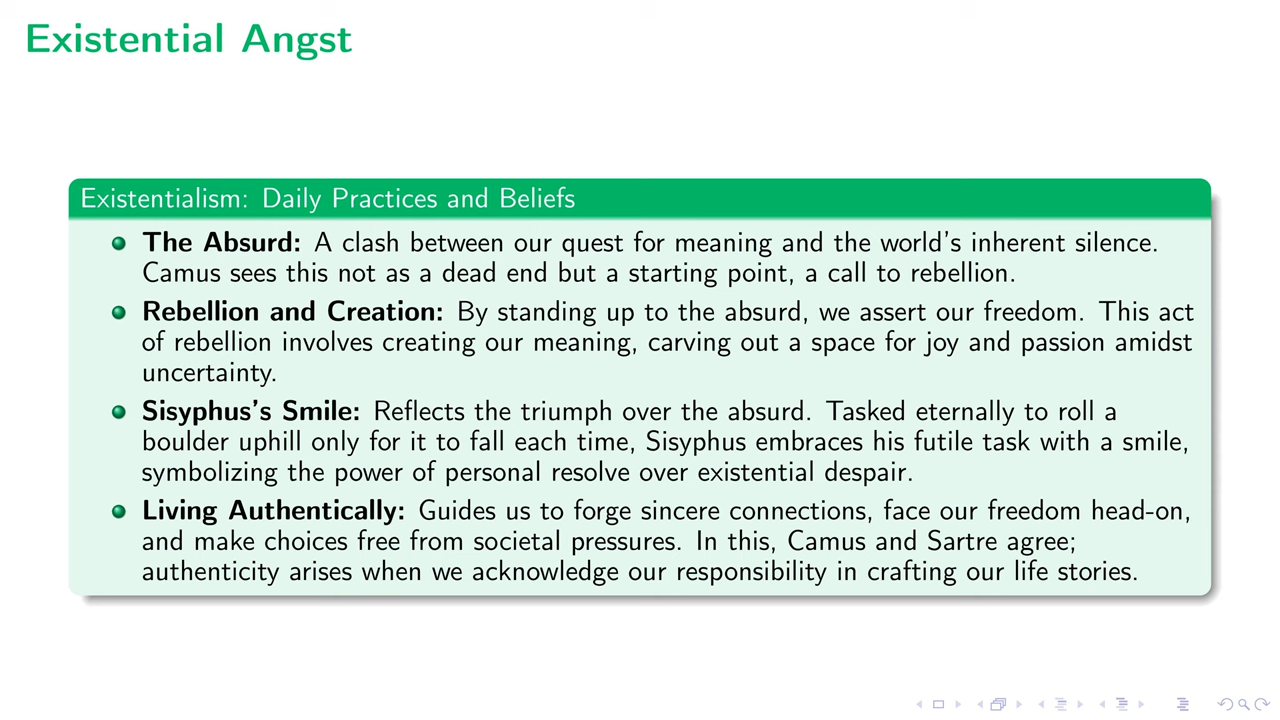 Existential Angst
Existentialism: Daily Practices and Beliefs
The Absurd: A clash between our quest for meaning and the world's inherent silence.
Camus sees this not as a dead end but a starting point, a call to rebellion.
Rebellion and Creation: By standing up to the absurd, we assert our freedom. This act
of rebellion involves creating our meaning, carving out a space for joy and passion amidst
uncertainty.
Sisyphus's Smile: Reflects the triumph over the absurd. Tasked eternally to roll a
boulder uphill only for it to fall each time, Sisyphus embraces his futile task with a smile,
symbolizing the power of personal resolve over existential despair.
Living Authentically: Guides us to forge sincere connections, face our freedom head-on,
and make choices free from societal pressures. In this, Camus and Sartre agree;
authenticity arises when we acknowledge our responsibility in crafting our life stories.